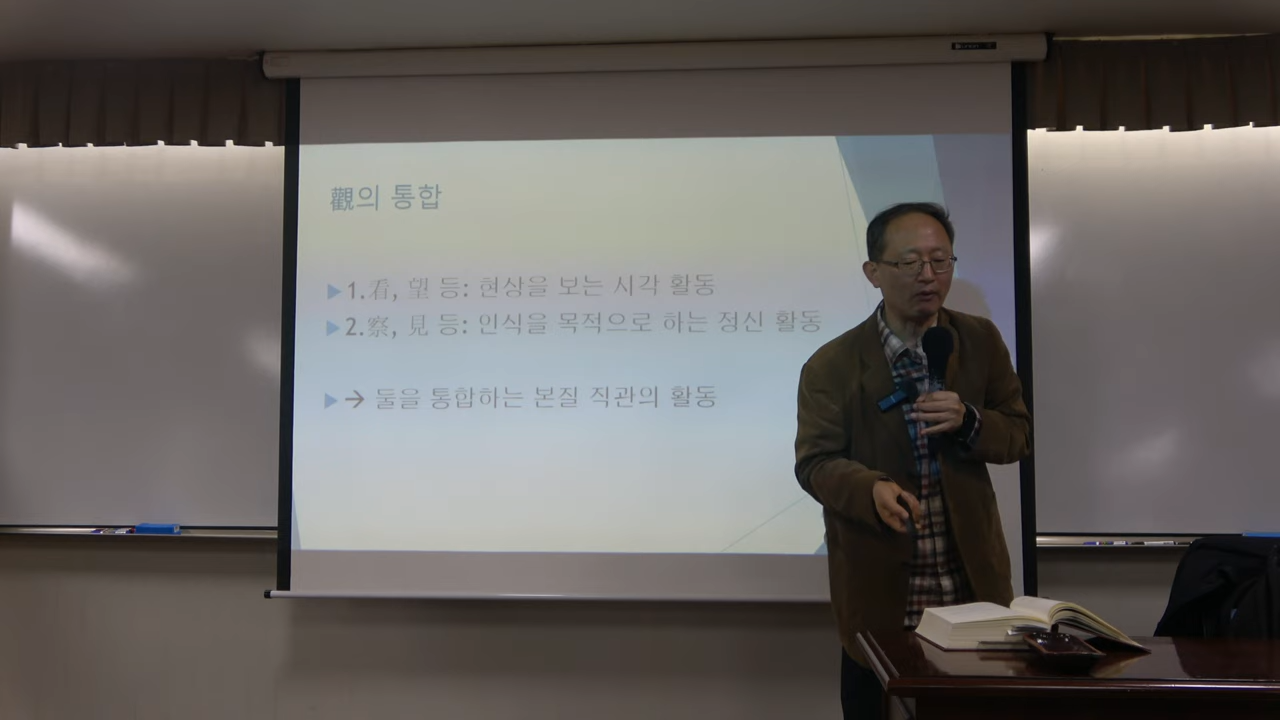 觀의 통합
1.看, 望 등: 현상을 보는 시각 활동
2.察, 見 등: 인식을 목적으로 하는 정신 활동
→ 둘을 통합하는 본질 직관의 활동